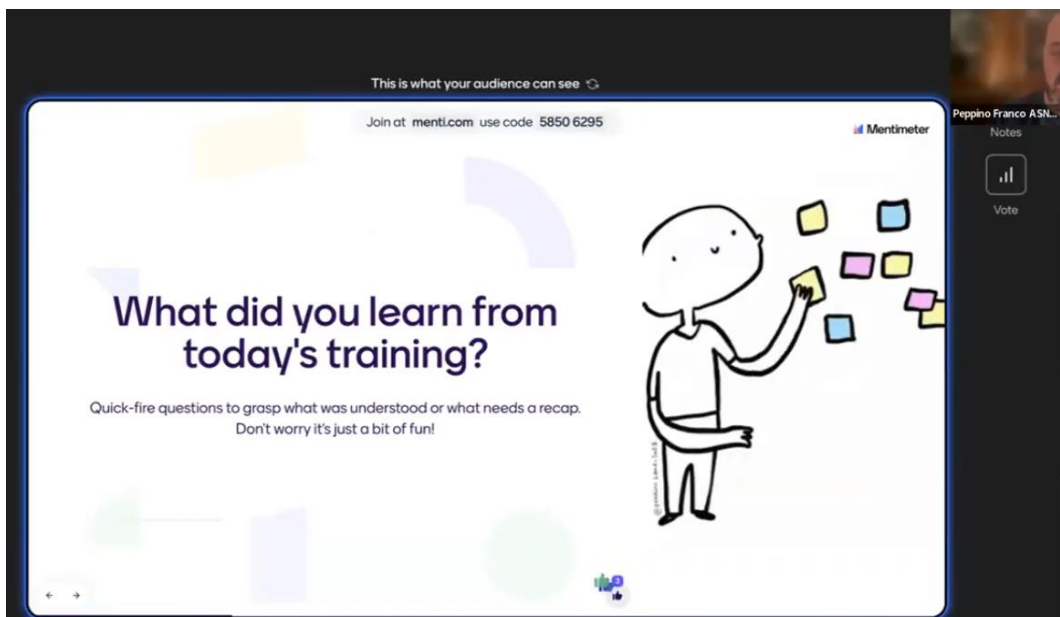 This is what your audience can see
Join at menti.com use code 5850 6295
Mentimeter
Peppino Franco ASN...
Notes
Vote
What did you learn from
today's training?
Quick-fire questions to grasp what was understood or what needs a recap.
Don't worry it's just a bit of fun!
3